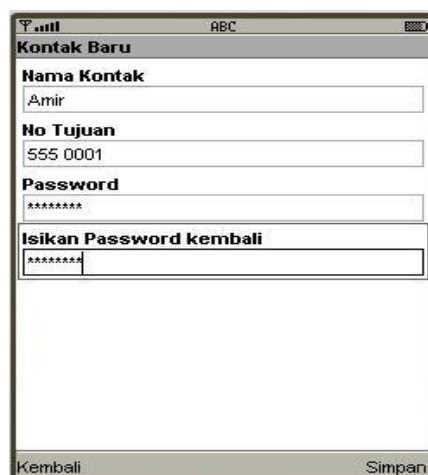 ABC
Kontak Baru
Nama Kontak
Amir
No Tujuan
555 0001
Password
********
Isikan Password kembali
********
Kembali Simpan